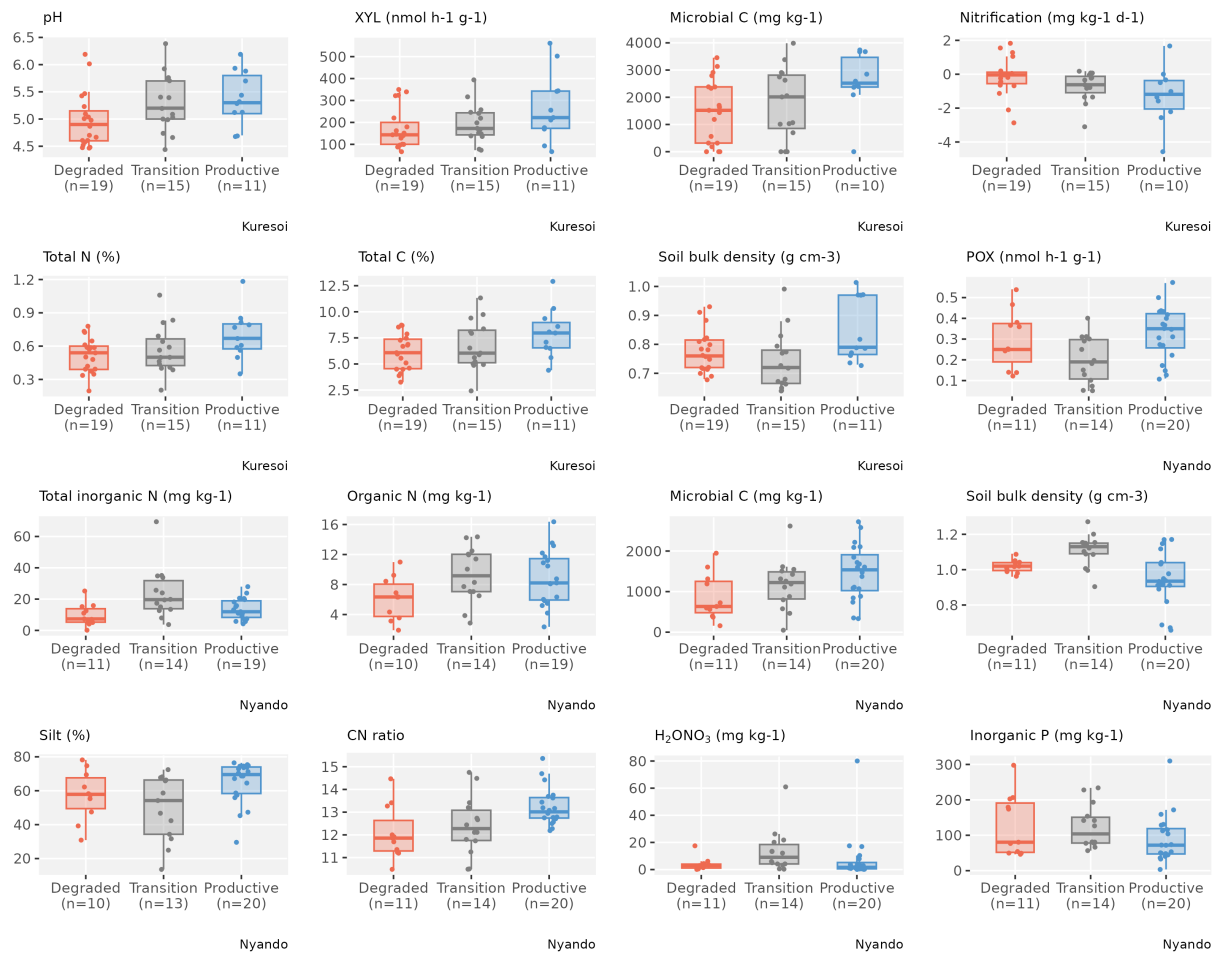 pH
6.5
6.0
5.5
5.0
4.5
Degraded Transition Productive
(n=19) (n=15) (n=11)
Kuresoi
XYL (nmol h-1 g-1)
500
400
300
200
100
Degraded Transition Productive
(n=19) (n=15) (n=11)
Kuresoi
Microbial C (mg kg-1)
4000
3000
2000
1000
0
Degraded Transition Productive
(n=19) (n=15) (n=10)
Kuresoi
Nitrification (mg kg-1 d-1)
2
0
-2
-4
Degraded Transition Productive
(n=19) (n=15) (n=10)
Kuresoi
Total N (%)
1.2
0.9
0.6
0.3
Degraded Transition Productive
(n=19) (n=15) (n=11)
Kuresoi
Total C (%)
12.5
10.0
7.5
5.0
2.5
Degraded Transition Productive
(n=19) (n=15) (n=11)
Kuresoi
Soil bulk density (g cm-3)
1.0
0.9
0.8
0.7
Degraded Transition Productive
(n=19) (n=15) (n=11)
Kuresoi
POX (nmol h-1 g-1)
0.5
0.4
0.3
0.2
0.1
Degraded Transition Productive
(n=11) (n=14) (n=20)
Nyando
Total inorganic N (mg kg-1)
60
40
20
0
Degraded Transition Productive
(n=11) (n=14) (n=19)
Nyando
Organic N (mg kg-1)
16
12
8
4
Degraded Transition Productive
(n=10) (n=14) (n=19)
Nyando
Microbial C (mg kg-1)
2000
1000
0
Degraded Transition Productive
(n=11) (n=14) (n=20)
Nyando
Soil bulk density (g cm-3)
1.2
1.0
0.8
Degraded Transition Productive
(n=11) (n=14) (n=20)
Nyando
Silt (%)
80
60
40
20
Degraded Transition Productive
(n=10) (n=13) (n=20)
Nyando
CN ratio
15
14
13
12
11
Degraded Transition Productive
(n=11) (n=14) (n=20)
Nyando
H₂ONO₃ (mg kg-1)
80
60
40
20
0
Degraded Transition Productive
(n=11) (n=14) (n=20)
Nyando
Inorganic P (mg kg-1)
300
200
100
0
Degraded Transition Productive
(n=11) (n=14) (n=20)
Nyando